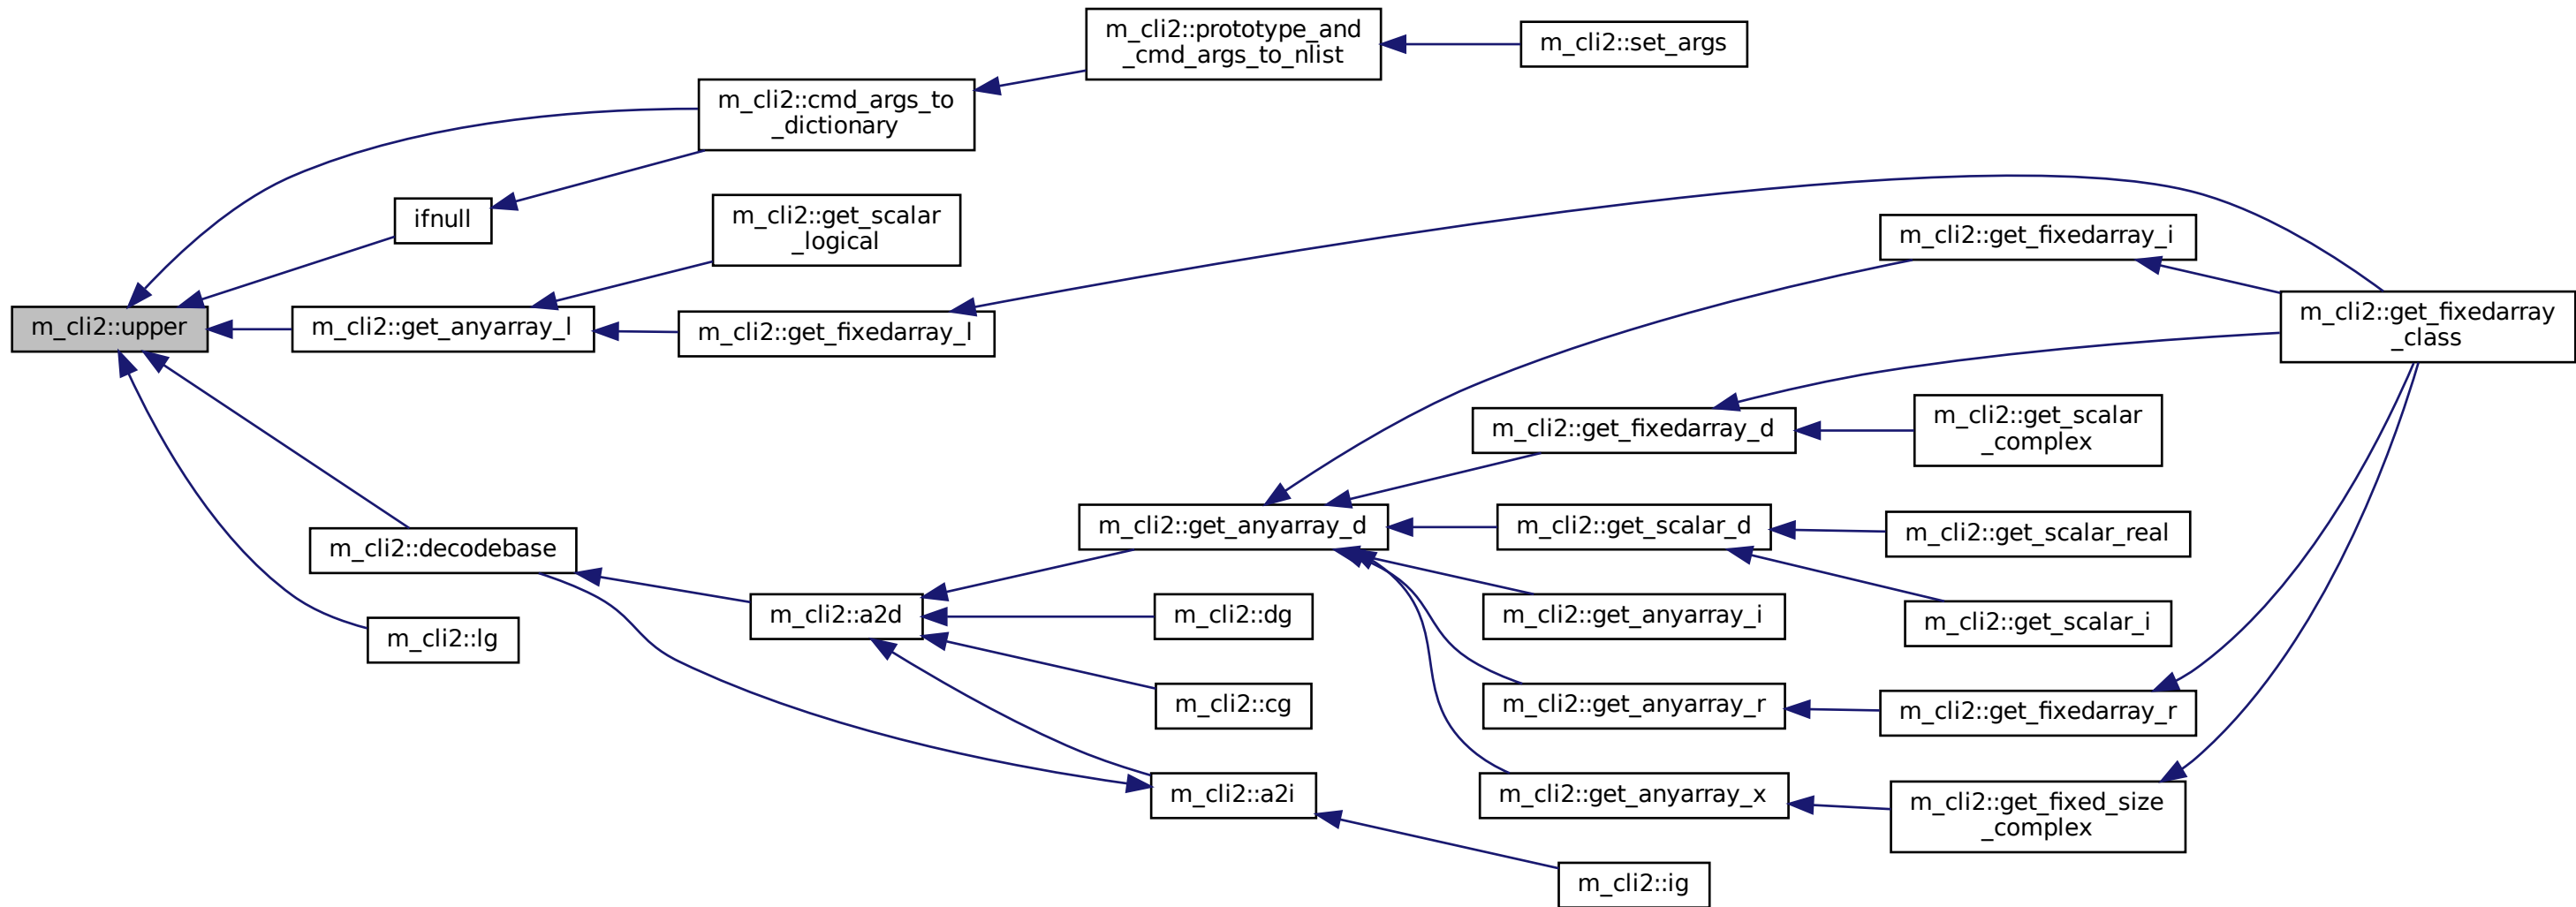 m_cli2::prototype_and
_cmd_args_to_nlist
m_cli2::set_args
m_cli2::cmd_args_to
_dictionary
ifnull
m_cli2::get_scalar
_logical
m_cli2::get_fixedarray_i
m_cli2::upper
m_cli2::get_anyarray_l
m_cli2::get_fixedarray_l
m_cli2::get_fixedarray
_class
m_cli2::get_fixedarray_d
m_cli2::get_scalar
_complex
m_cli2::decodebase
m_cli2::get_anyarray_d
m_cli2::get_scalar_d
m_cli2::get_scalar_real
m_cli2::lg
m_cli2::a2d
m_cli2::dg
m_cli2::get_anyarray_i
m_cli2::get_scalar_i
m_cli2::cg
m_cli2::get_anyarray_r
m_cli2::get_fixedarray_r
m_cli2::a2i
m_cli2::get_anyarray_x
m_cli2::get_fixed_size
_complex
m_cli2::ig